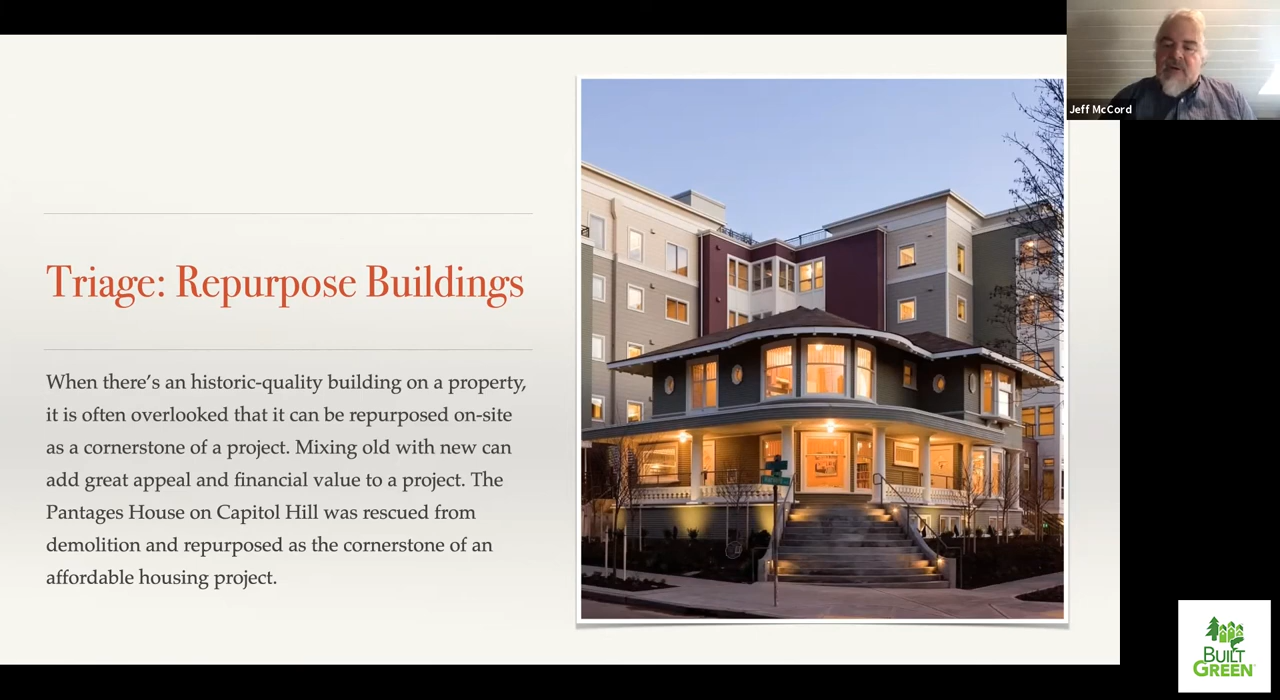 Jeff McCord
Triage: Repurpose Buildings
When there's an historic-quality building on a property,
it is often overlooked that it can be repurposed on-site
as a cornerstone of a project. Mixing old with new can
add great appeal and financial value to a project. The
Pantages House on Capitol Hill was rescued from
demolition and repurposed as the cornerstone of an
affordable housing project.
BUILT
GREEN